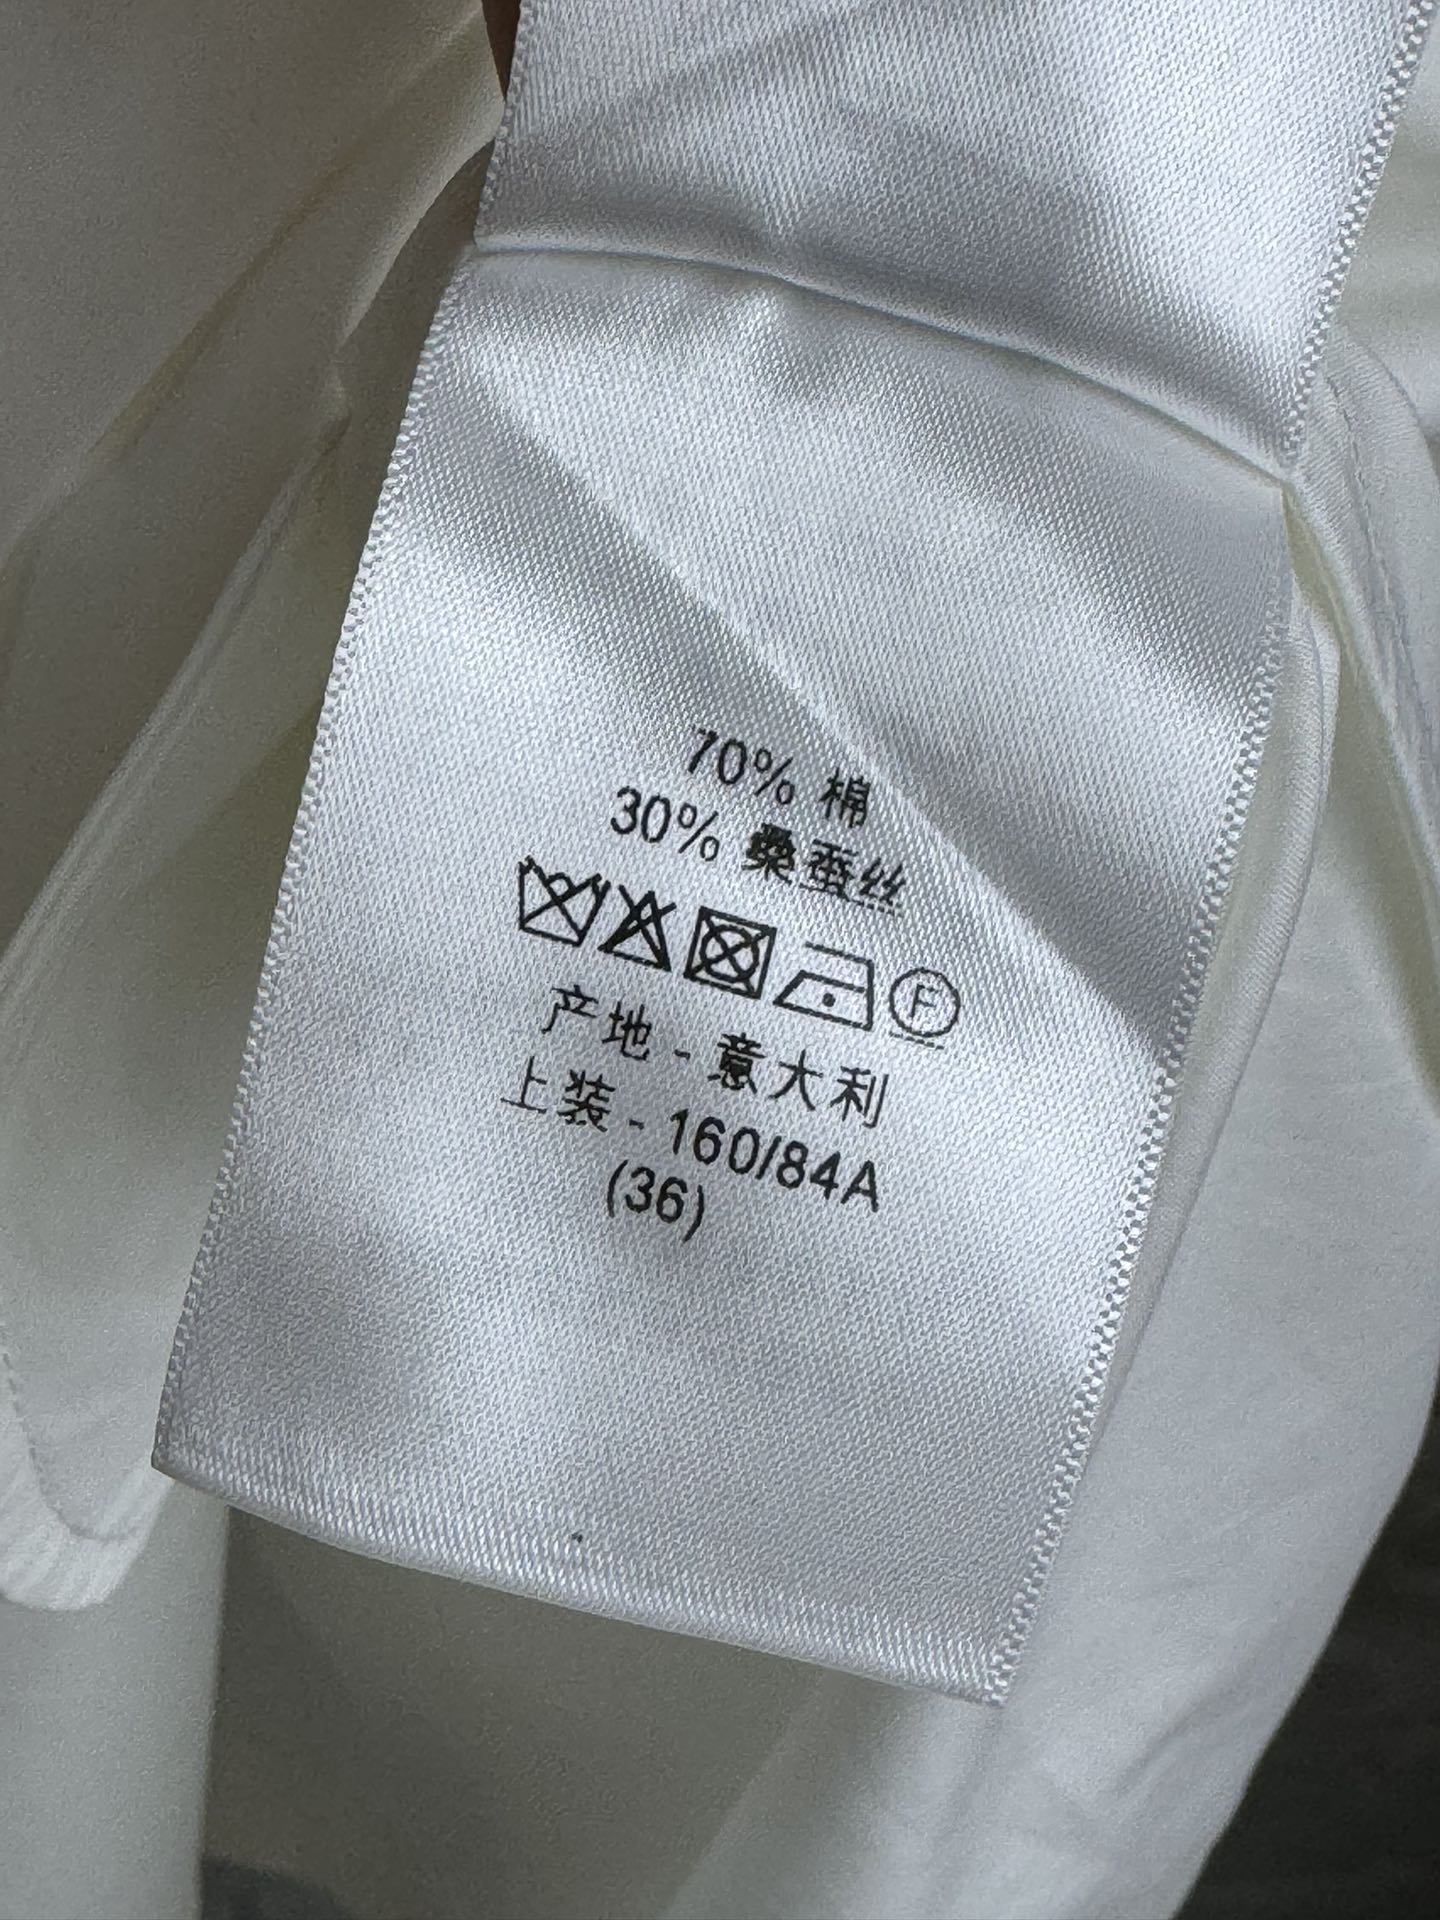 70% 棉
30% 桑蚕丝
F
产地 - 意大利
上装 - 160/84A
(36)